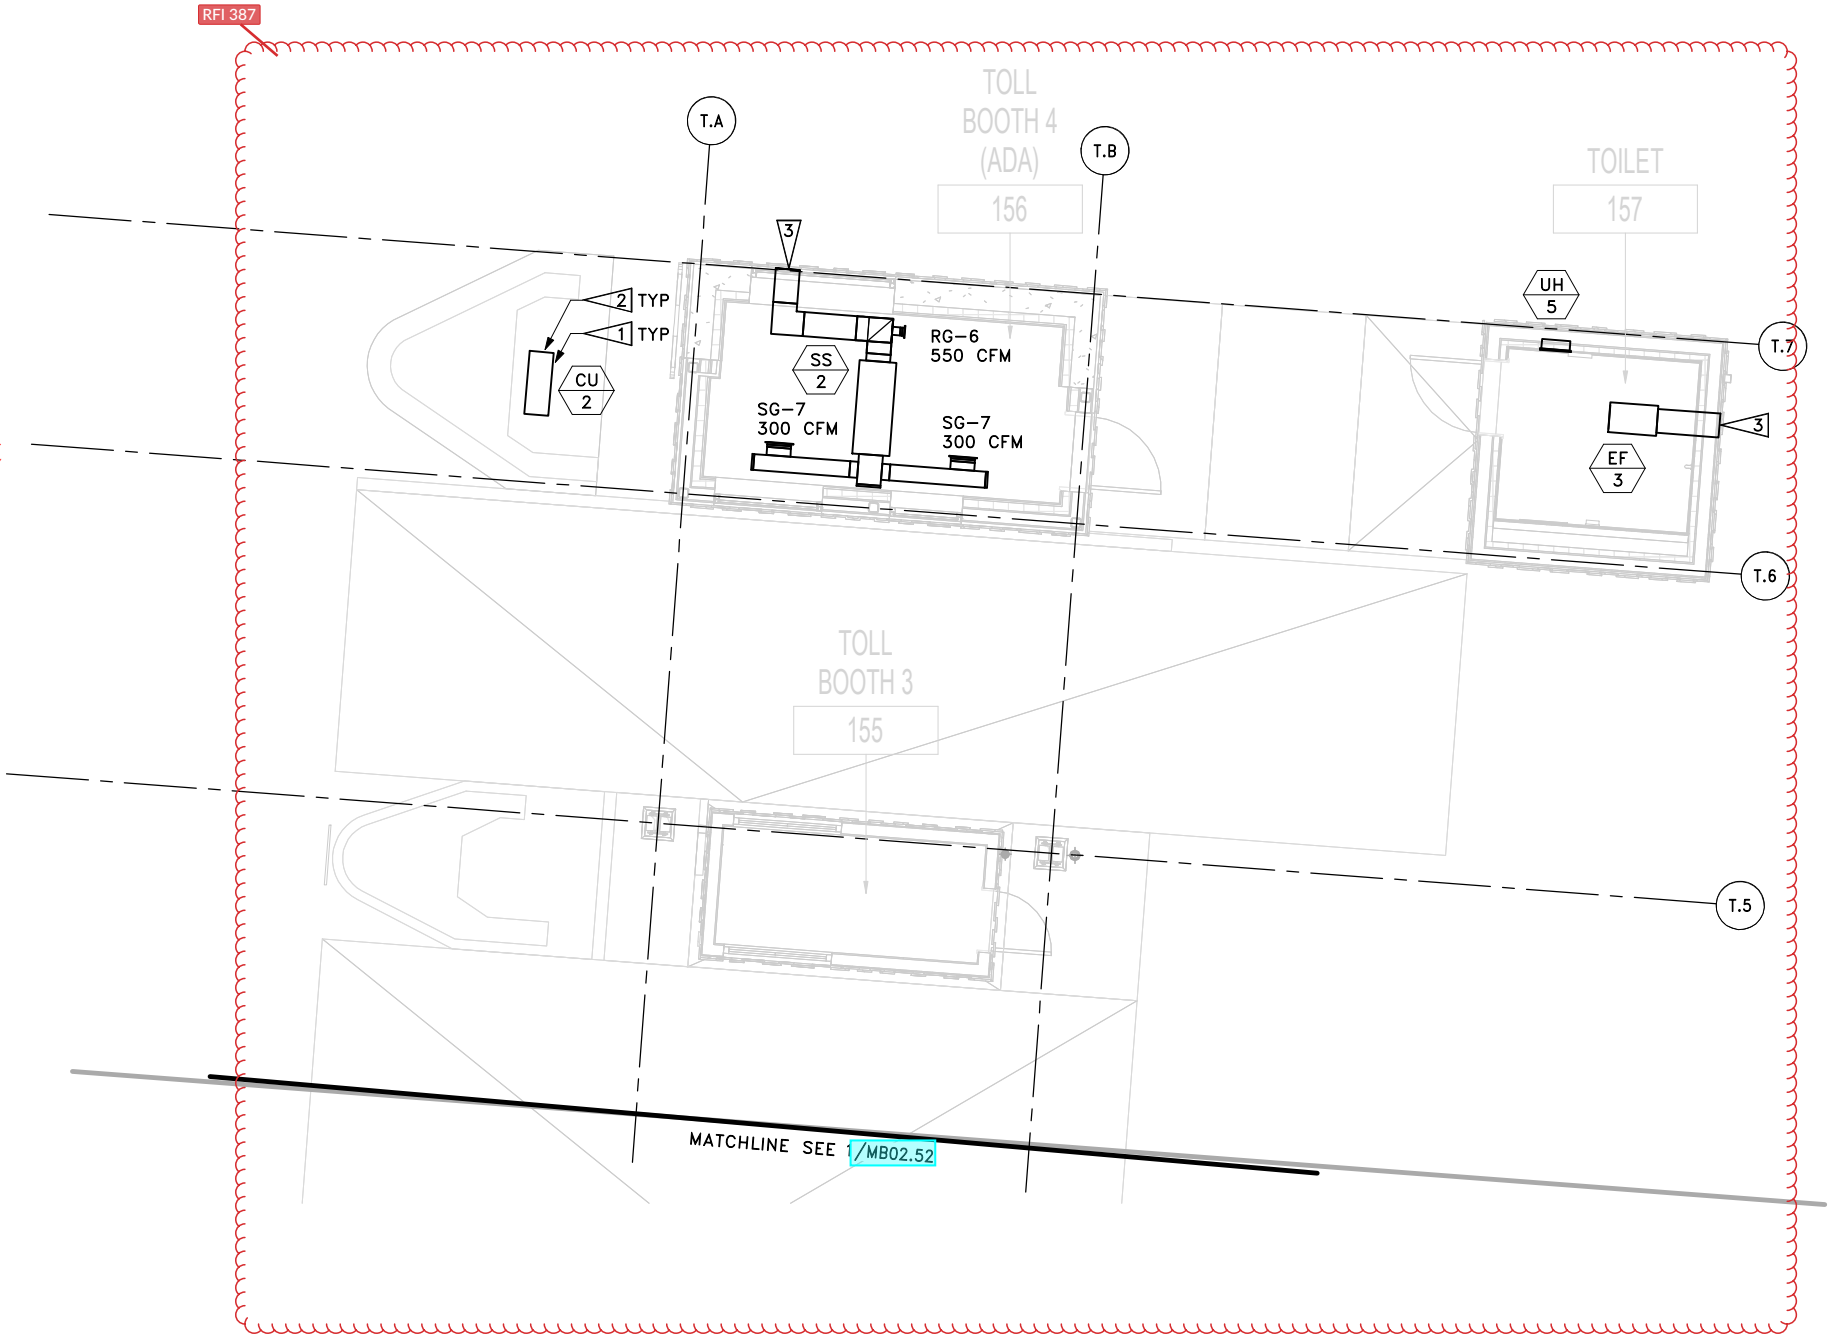 RFI 387
TOLL
BOOTH 4
(ADA)
156
T.A
T.B
TOILET
157
3
UH
5
2 TYP
1 TYP
CU
2
SS
2
RG-6
550 CFM
SG-7
300 CFM
SG-7
300 CFM
T.7
3
EF
3
T.6
TOLL
BOOTH 3
155
T.5
MATCHLINE SEE 1/MB02.52